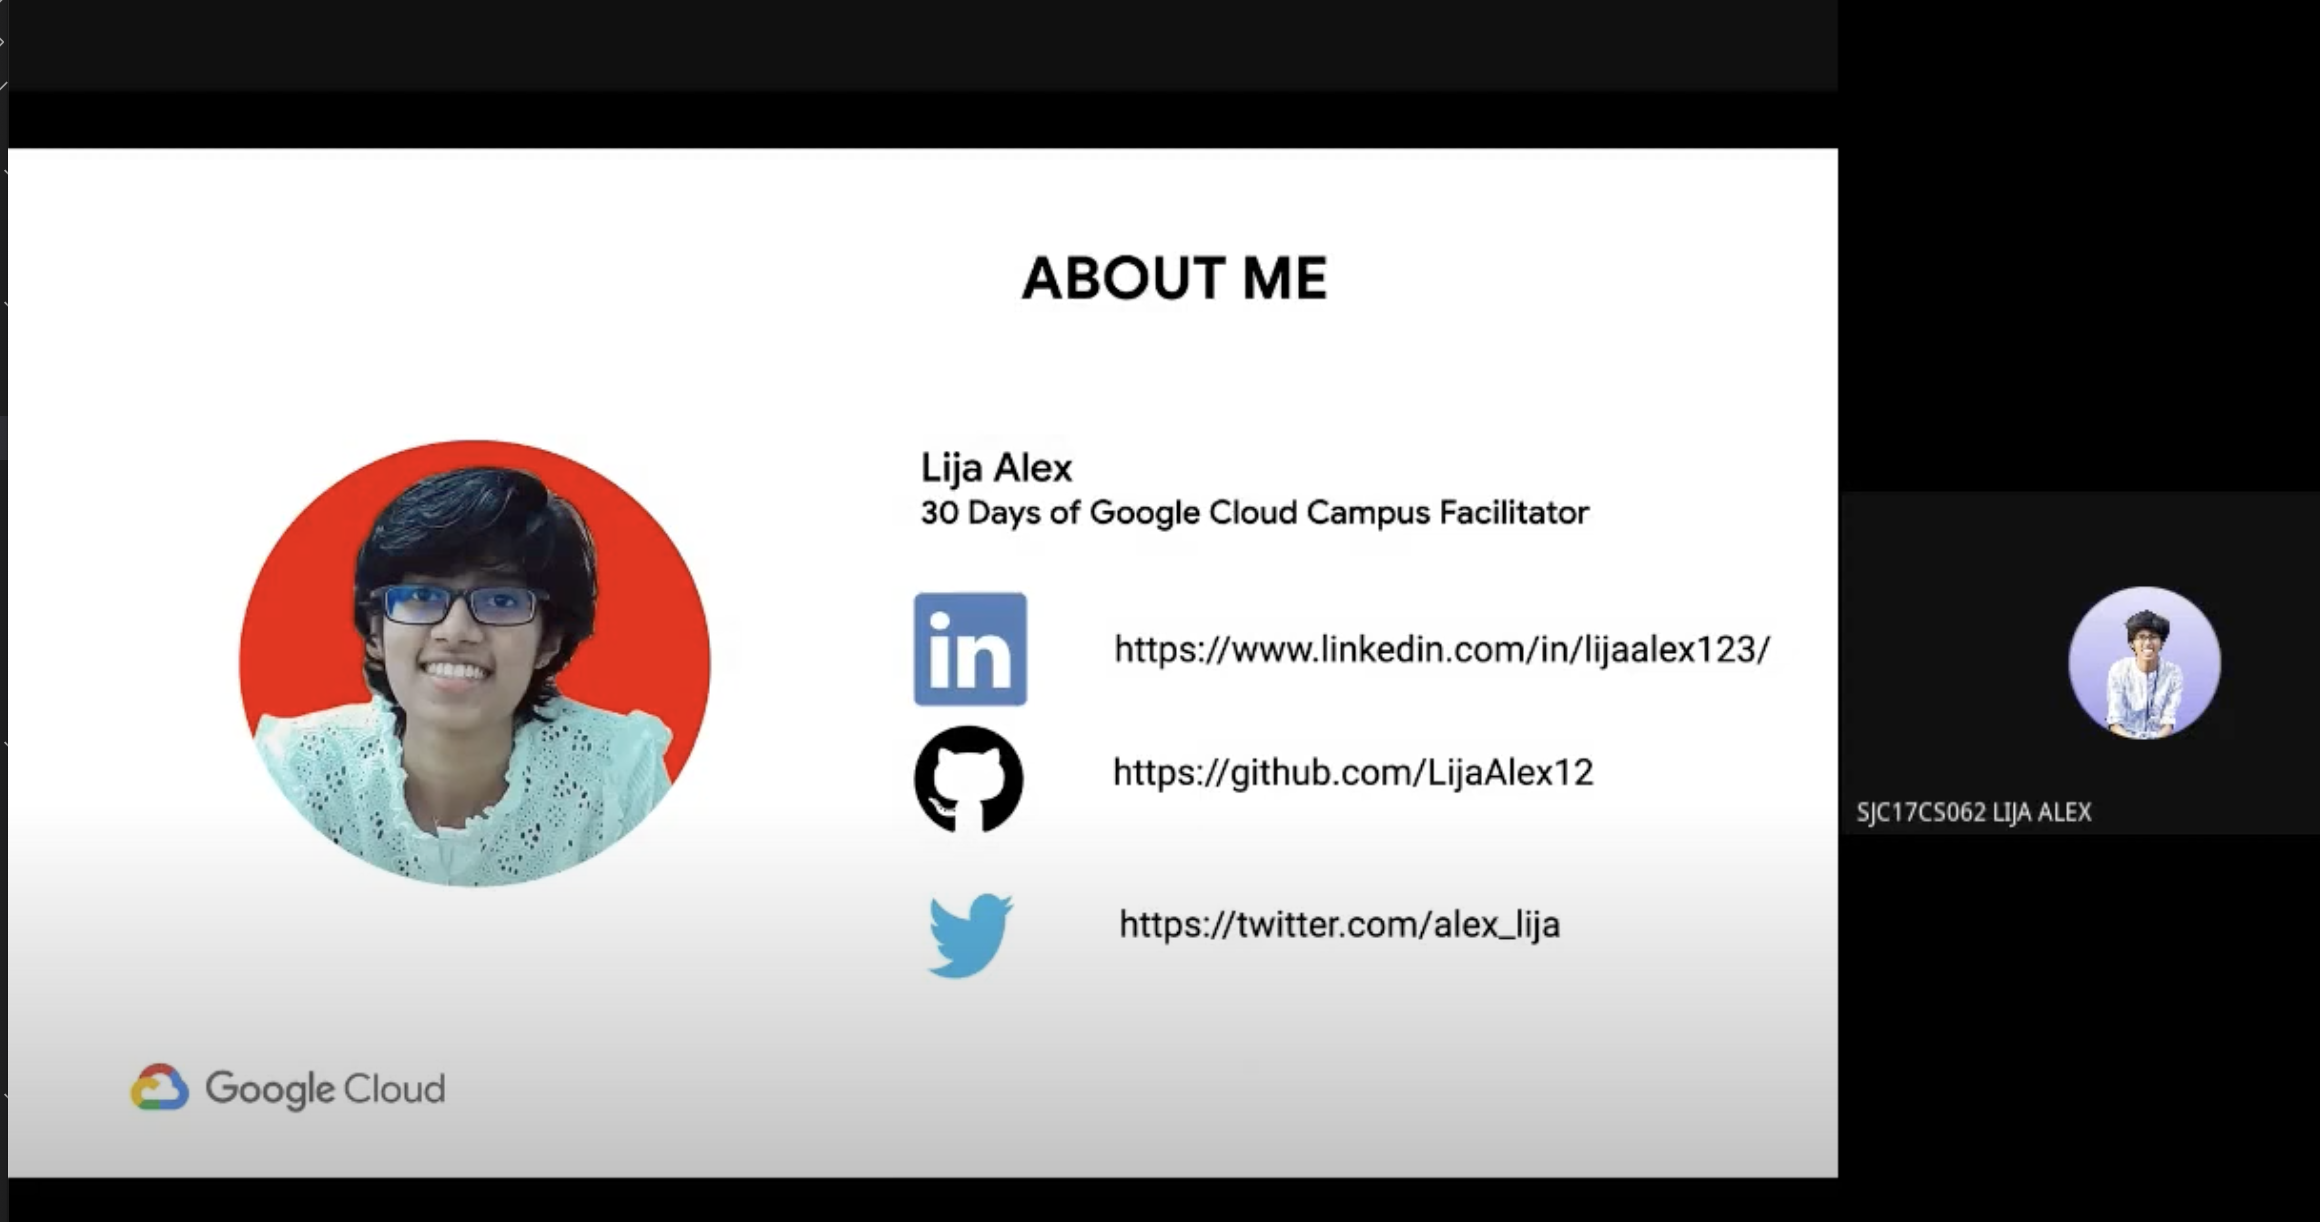 ABOUT ME
Lija Alex
30 Days of Google Cloud Campus Facilitator
in
https://www.linkedin.com/in/lijaalex123/
https://github.com/LijaAlex12
https://twitter.com/alex_lija
Google Cloud
SJC17CS062 LIJA ALEX